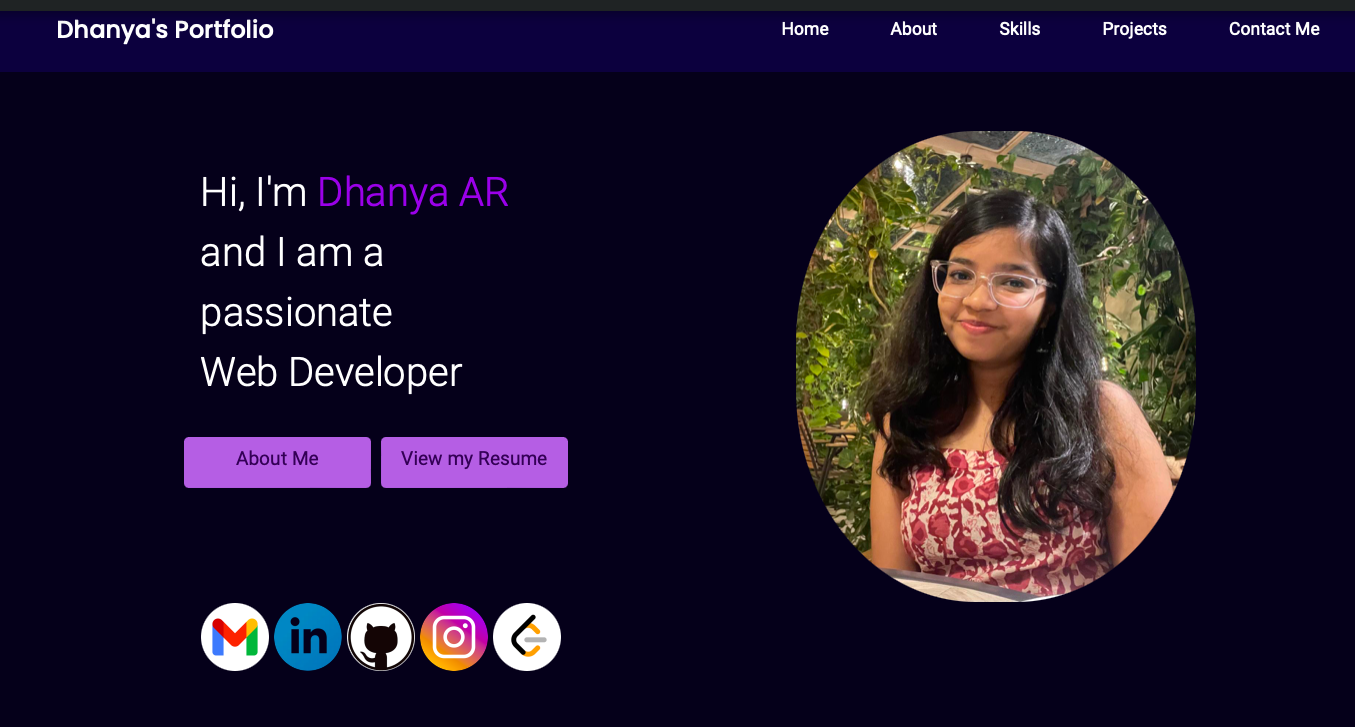 Dhanya's Portfolio
Home
About
Skills
Projects
Contact Me
Hi, I'm Dhanya AR
and I am a
passionate
Web Developer
About Me
View my Resume
in